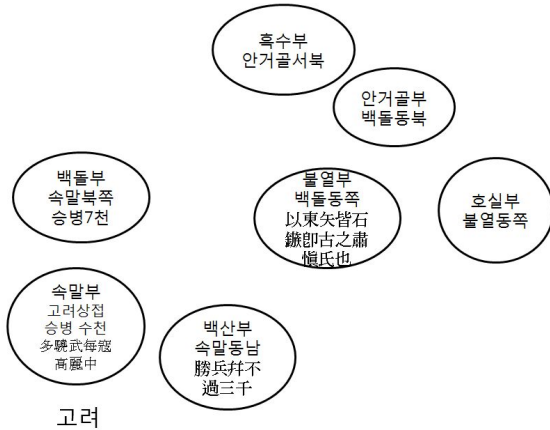 흑수부
안거골서북
안거골부
백돌동북
백돌부
속말북쪽
승병7천
불열부
백돌동쪽
以東矢皆石
鏃卽古之肅
愼氏也
호실부
불열동쪽
속말부
고려상접
승병 수천
多驍武每寇
高麗中
백산부
속말동남
勝兵幷不
過三千
고려